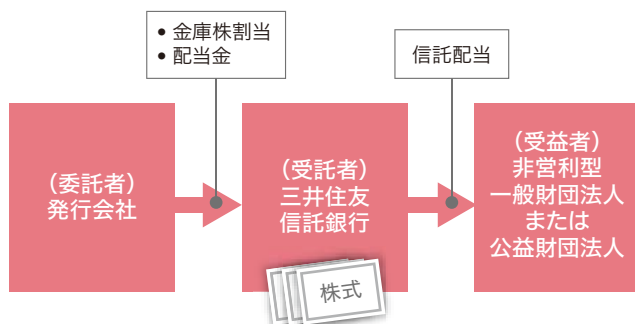 • 金庫株割当
• 配当金
信託配当
(委託者)
発行会社
(受託者)
三井住友
信託銀行
(受益者)
非営利型
一般財団法人
または
公益財団法人
株式